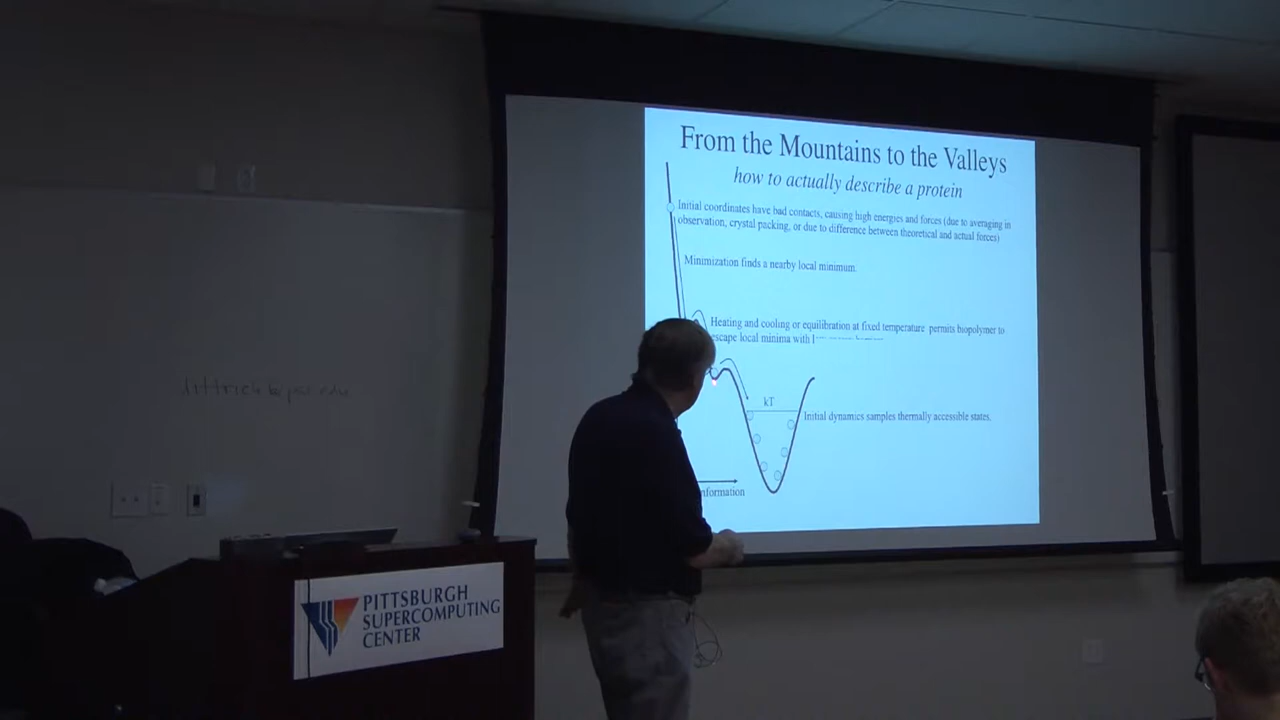 From the Mountains to the Valleys
how to actually describe a protein
Initial coordinates have bad contacts, causing high energies and forces (due to averaging in
observation, crystal packing, or due to difference between theoretical and actual forces)
Minimization finds a nearby local minimum.
Heating and cooling or equilibration at fixed temperature permits biopolymer to
escape local minima with
kT
Initial dynamics samples thermally accessible states.
nformation
PITTSBURGH
SUPERCOMPUTING
CENTER